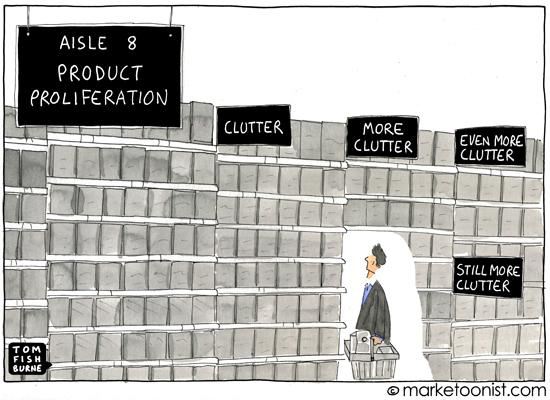 AISLE 8
PRODUCT
PROLIFERATION
CLUTTER
MORE
CLUTTER
EVEN MORE
CLUTTER
STILL MORE
CLUTTER
TOM
FISH
BURNE
© marketoonist.com